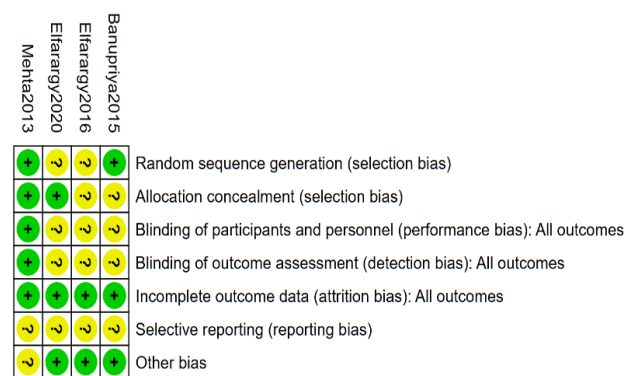 Mehta2013
Elfarargy2020
Elfarargy2016
Banupriya2015
+ ? ? + Random sequence generation (selection bias)
+ + ? ? Allocation concealment (selection bias)
+ ? ? ? Blinding of participants and personnel (performance bias): All outcomes
+ ? ? ? Blinding of outcome assessment (detection bias): All outcomes
+ + + + Incomplete outcome data (attrition bias): All outcomes
? ? ? ? Selective reporting (reporting bias)
? + + + Other bias